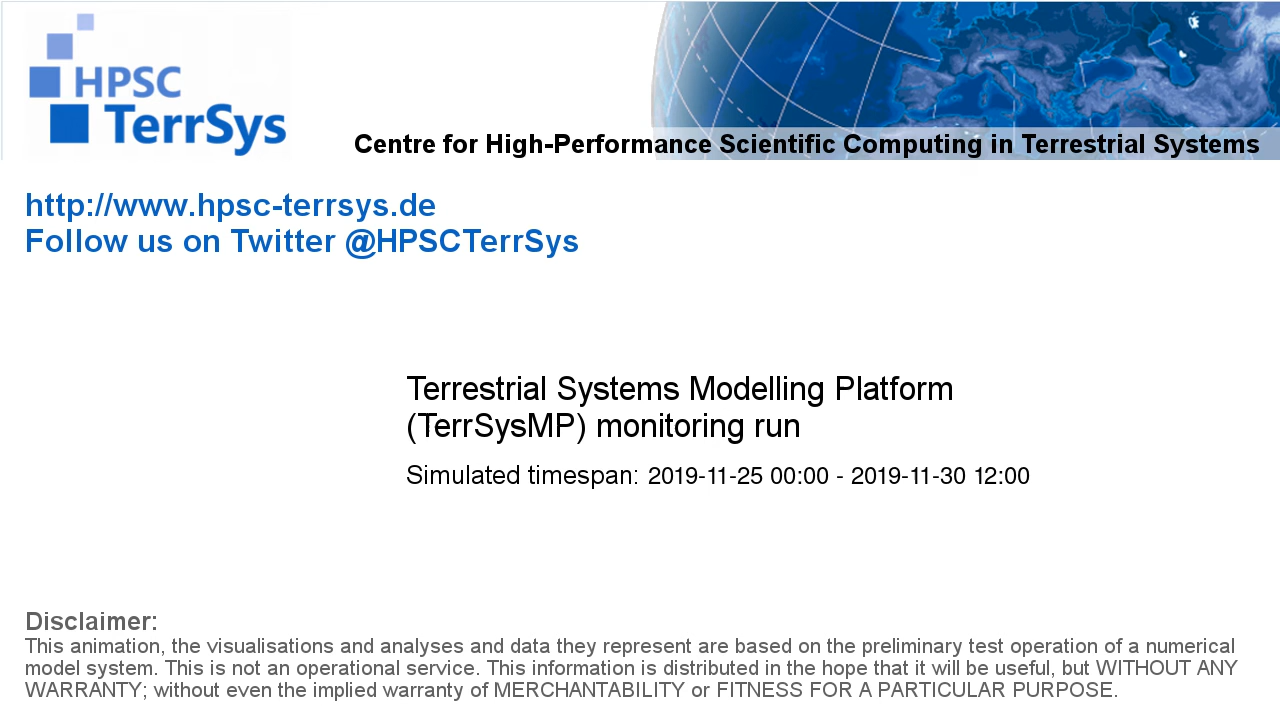 HPSC
TerrSys
Centre for High-Performance Scientific Computing in Terrestrial Systems
http://www.hpsc-terrsys.de
Follow us on Twitter @HPSCTerrSys
Terrestrial Systems Modelling Platform
(TerrSysMP) monitoring run
Simulated timespan: 2019-11-25 00:00 - 2019-11-30 12:00
Disclaimer:
This animation, the visualisations and analyses and data they represent are based on the preliminary test operation of a numerical
model system. This is not an operational service. This information is distributed in the hope that it will be useful, but WITHOUT ANY
WARRANTY; without even the implied warranty of MERCHANTABILITY or FITNESS FOR A PARTICULAR PURPOSE.